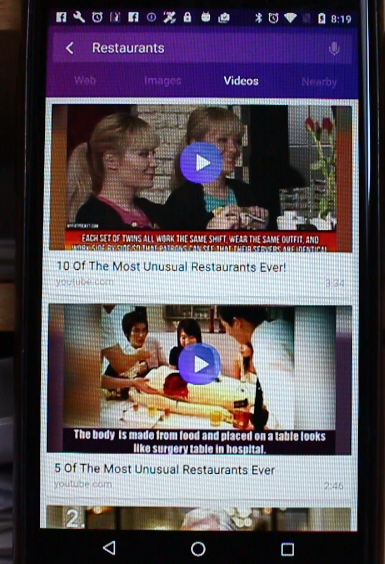 8:19
Restaurants
Web Images Videos Nearby
EACH SET OF TWINS ALL WORK THE SAME SHIFT, WEAR THE SAME OUTFIT, AND
WORK SIDE BY SIDE SO THAT PATRONS CAN SEE THAT THEIR SERVERS ARE IDENTICAL
10 Of The Most Unusual Restaurants Ever!
youtube.com 3:34
The body is made from food and placed on a table looks
like surgery table in hospital.
5 Of The Most Unusual Restaurants Ever
youtube.com 2:46
2.